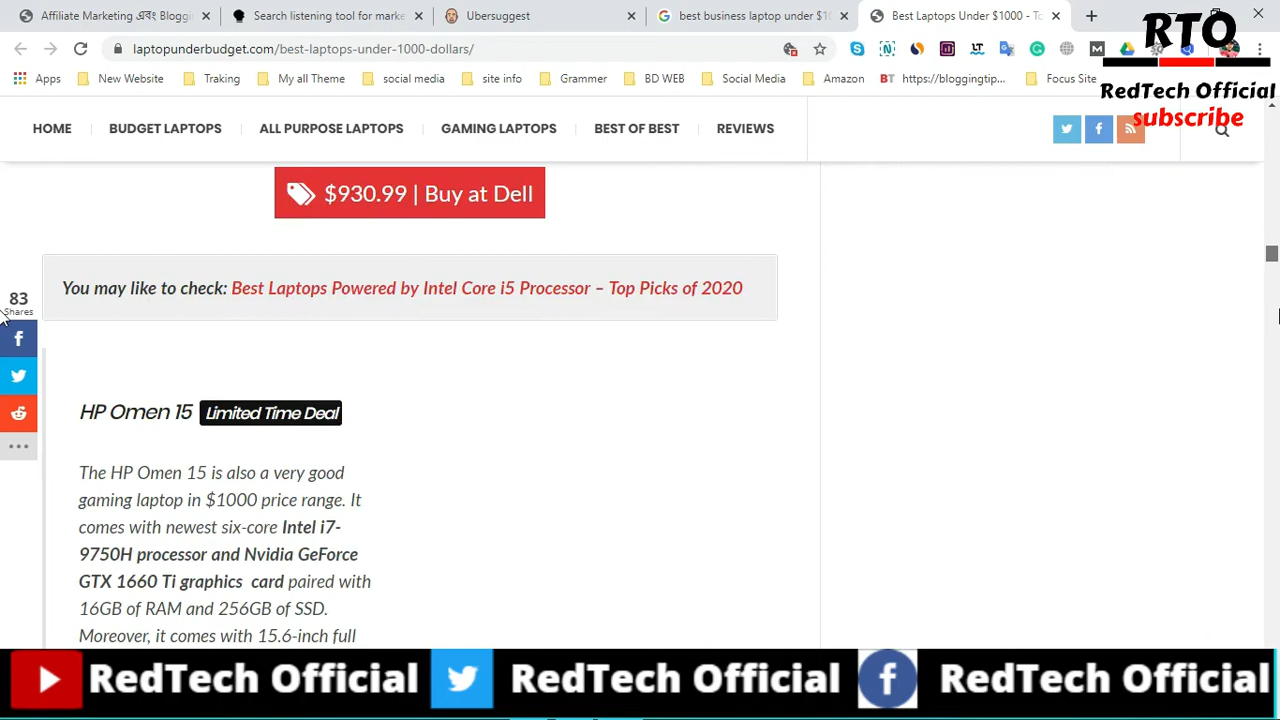 Affiliate Marketing এবং Bloggin
Search listening tool for marke
Ubersuggest
best business laptop under $10
Best Laptops Under $1000 - To
laptopunderbudget.com/best-laptops-under-1000-dollars/
Apps
New Website
Traking
My all Theme
social media
site info
Grammer
BD WEB
Social Media
Amazon
BT https://bloggingtip...
Focus Site
RTO
RedTech Official
subscribe
HOME
BUDGET LAPTOPS
ALL PURPOSE LAPTOPS
GAMING LAPTOPS
BEST OF BEST
REVIEWS
$930.99 | Buy at Dell
You may like to check: Best Laptops Powered by Intel Core i5 Processor – Top Picks of 2020
83
Shares
HP Omen 15 Limited Time Deal
The HP Omen 15 is also a very good
gaming laptop in $1000 price range. It
comes with newest six-core Intel i7-
9750H processor and Nvidia GeForce
GTX 1660 Ti graphics card paired with
16GB of RAM and 256GB of SSD.
Moreover, it comes with 15.6-inch full
RedTech Official
RedTech Official
RedTech Official